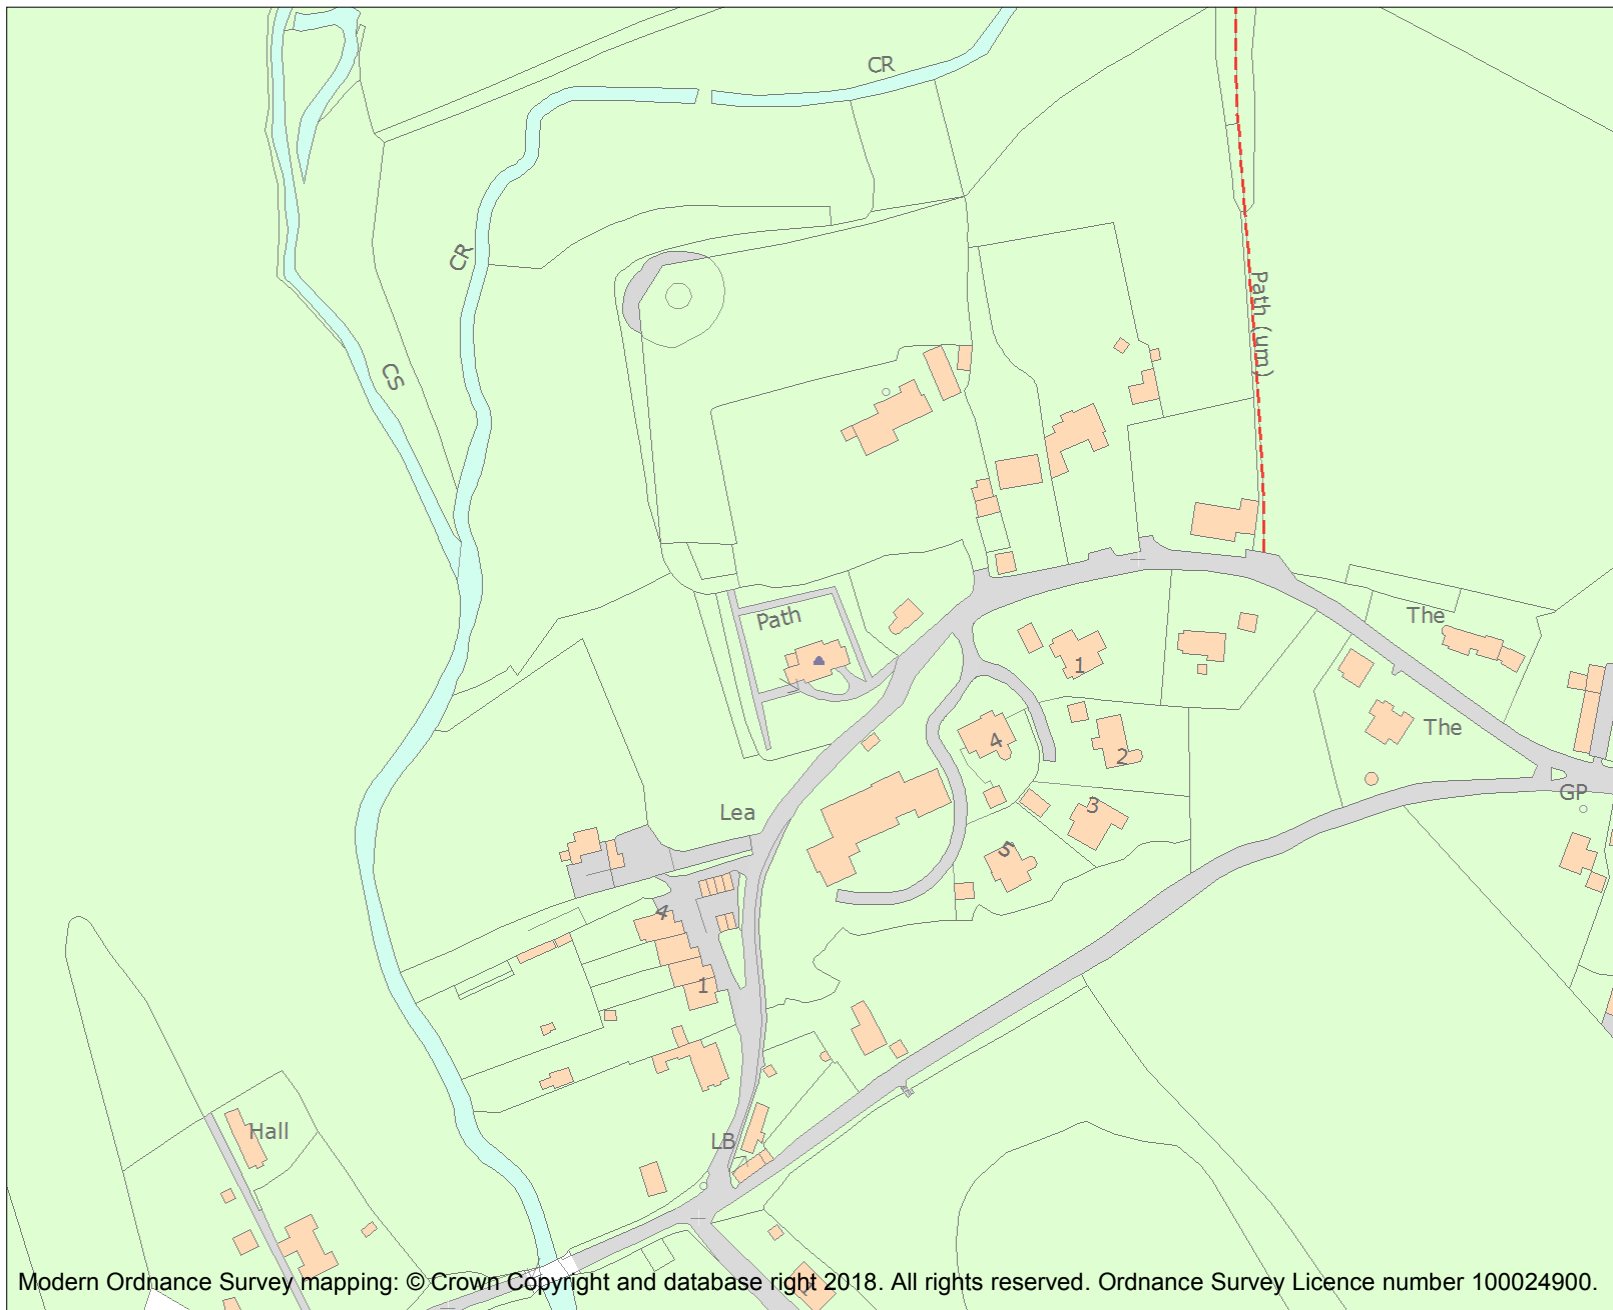 CR
CR
Path (um)
CS
Path
The
1
The
4
2
GP
Lea
3
5
4
1
Hall
LB
Modern Ordnance Survey mapping: © Crown Copyright and database right 2018. All rights reserved. Ordnance Survey Licence number 100024900.